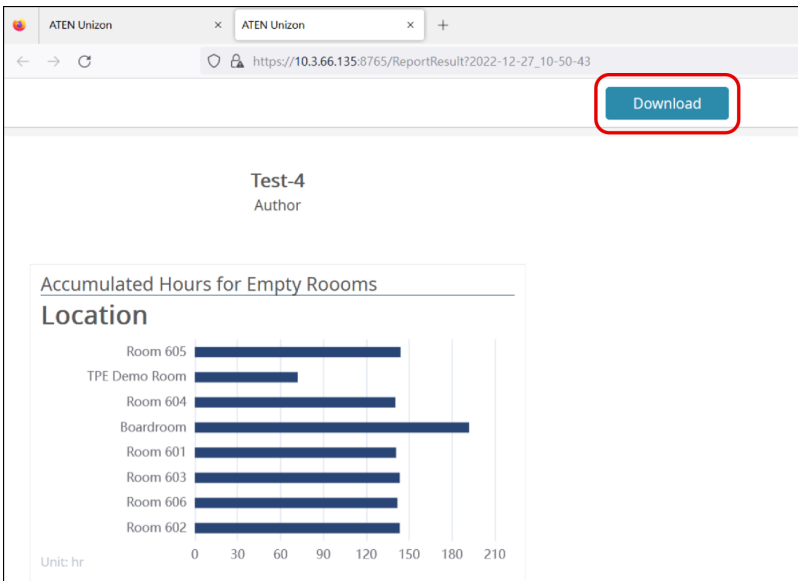 ATEN Unizon × ATEN Unizon × +
https://10.3.66.135:8765/ReportResult?2022-12-27_10-50-43
Download
Test-4
Author
Accumulated Hours for Empty Roooms
Location
Room 605
TPE Demo Room
Room 604
Boardroom
Room 601
Room 603
Room 606
Room 602
0 30 60 90 120 150 180 210
Unit: hr